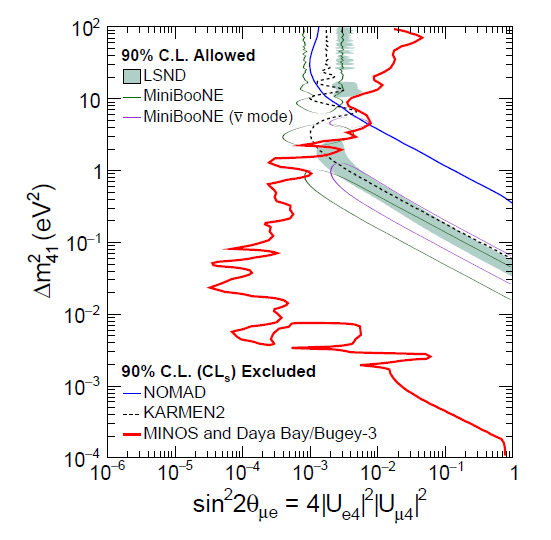 10²
90% C.L. Allowed
LSND
10
MiniBooNE
MiniBooNE (ν̅ mode)
1
Δm²₄₁ (eV²)
10⁻¹
10⁻²
90% C.L. (CLₛ) Excluded
10⁻³
NOMAD
KARMEN2
MINOS and Daya Bay/Bugey-3
10⁻⁴
10⁻⁶ 10⁻⁵ 10⁻⁴ 10⁻³ 10⁻² 10⁻¹ 1
sin²2θμe = 4|Ue4|²|Uμ4|²